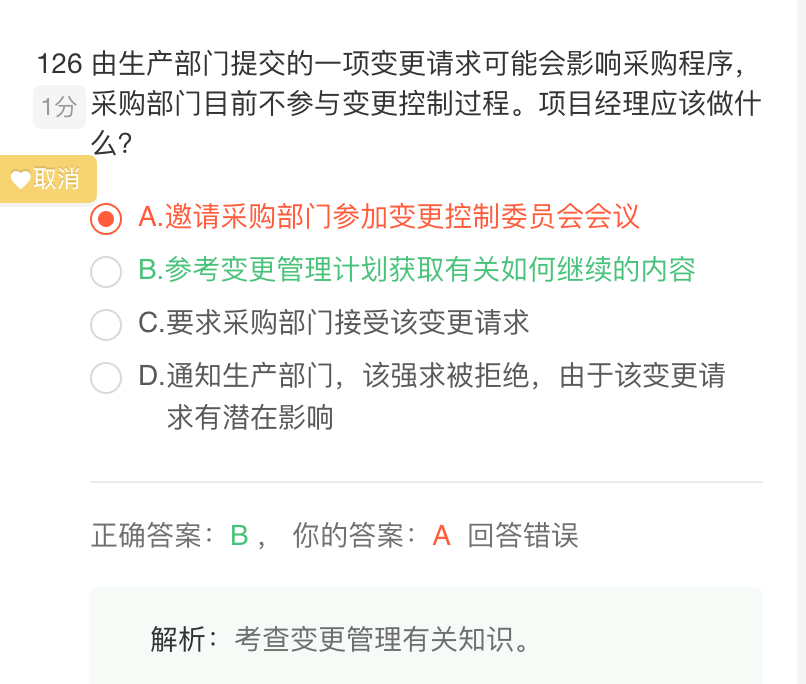 126 由生产部门提交的一项变更请求可能会影响采购程序，
1分 采购部门目前不参与变更控制过程。项目经理应该做什
么?
取消
A.邀请采购部门参加变更控制委员会会议
B.参考变更管理计划获取有关如何继续的内容
C.要求采购部门接受该变更请求
D.通知生产部门，该强求被拒绝，由于该变更请
求有潜在影响
正确答案：B， 你的答案：A 回答错误
解析：考查变更管理有关知识。